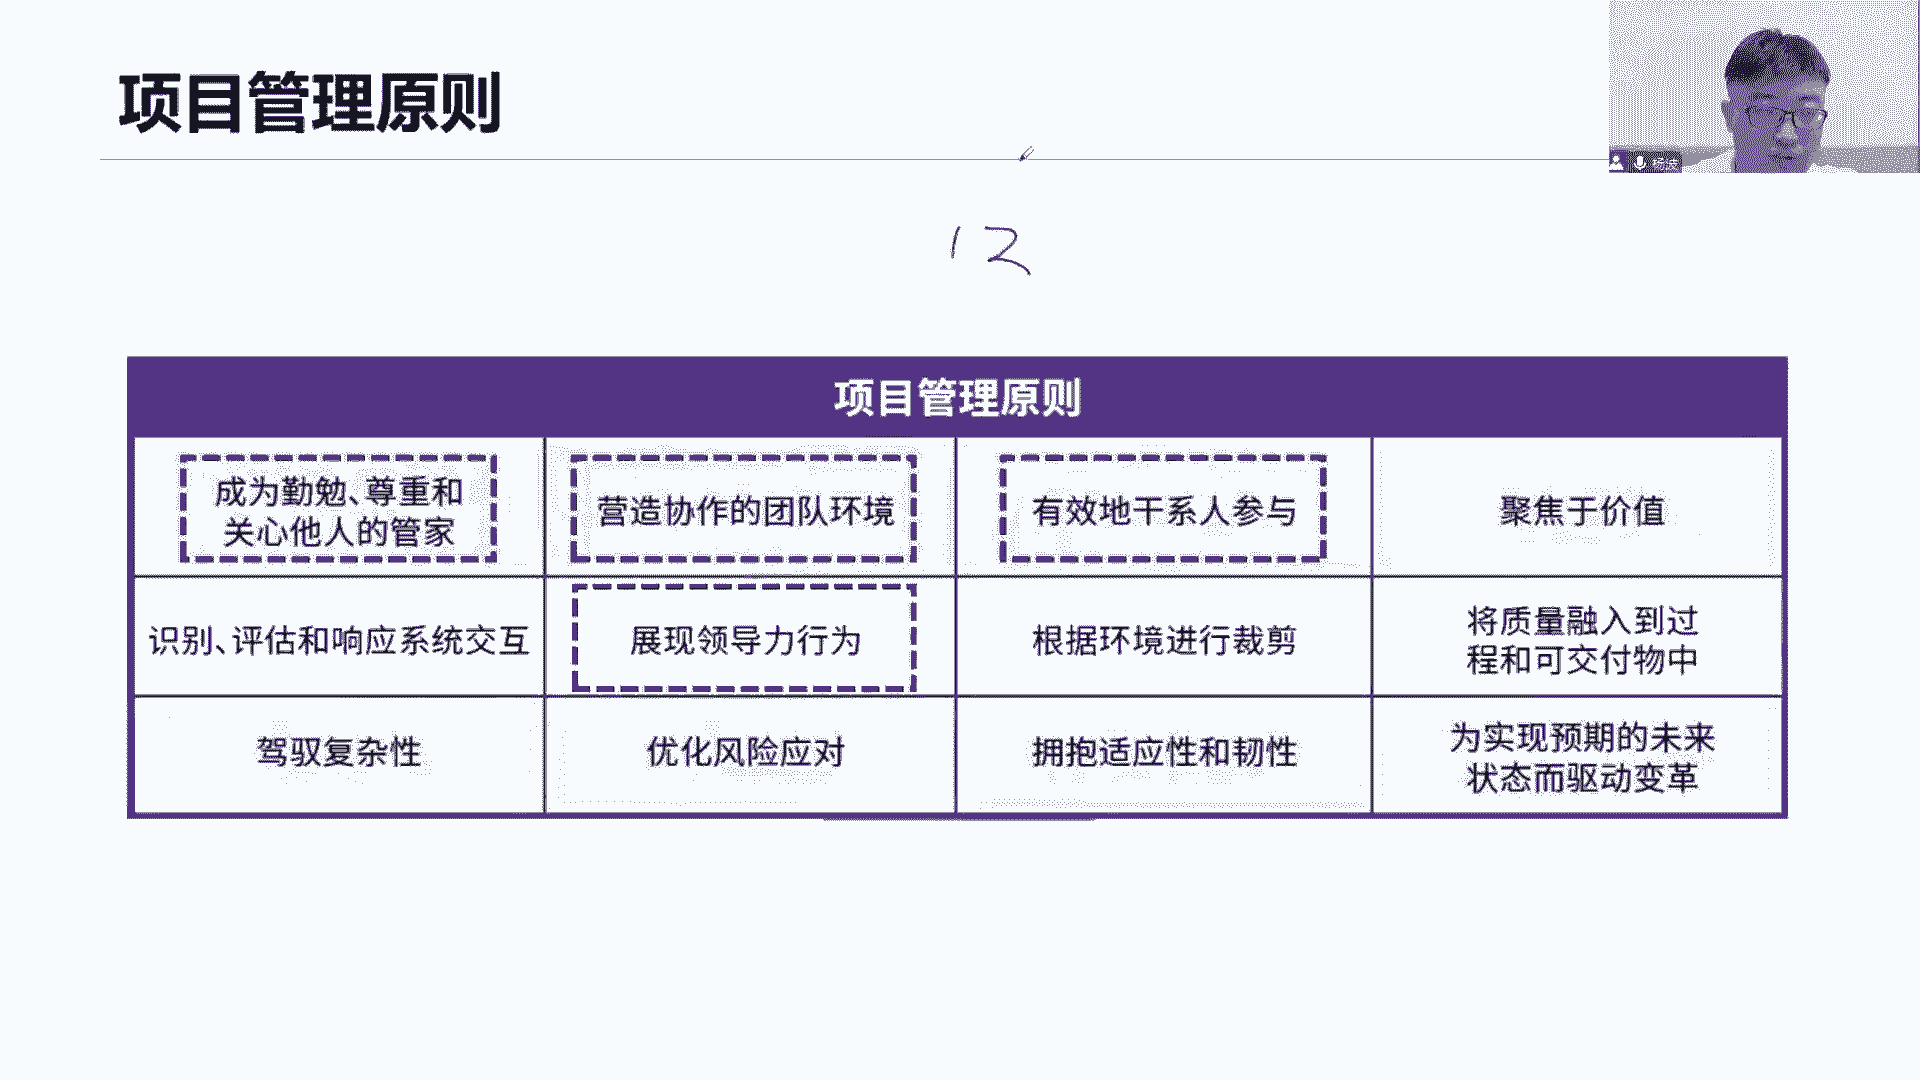 项目管理原则
杨波
12
项目管理原则
成为勤勉、尊重和
关心他人的管家
营造协作的团队环境
有效地干系人参与
聚焦于价值
识别、评估和响应系统交互
展现领导力行为
根据环境进行裁剪
将质量融入到过
程和可交付物中
驾驭复杂性
优化风险应对
拥抱适应性和韧性
为实现预期的未来
状态而驱动变革